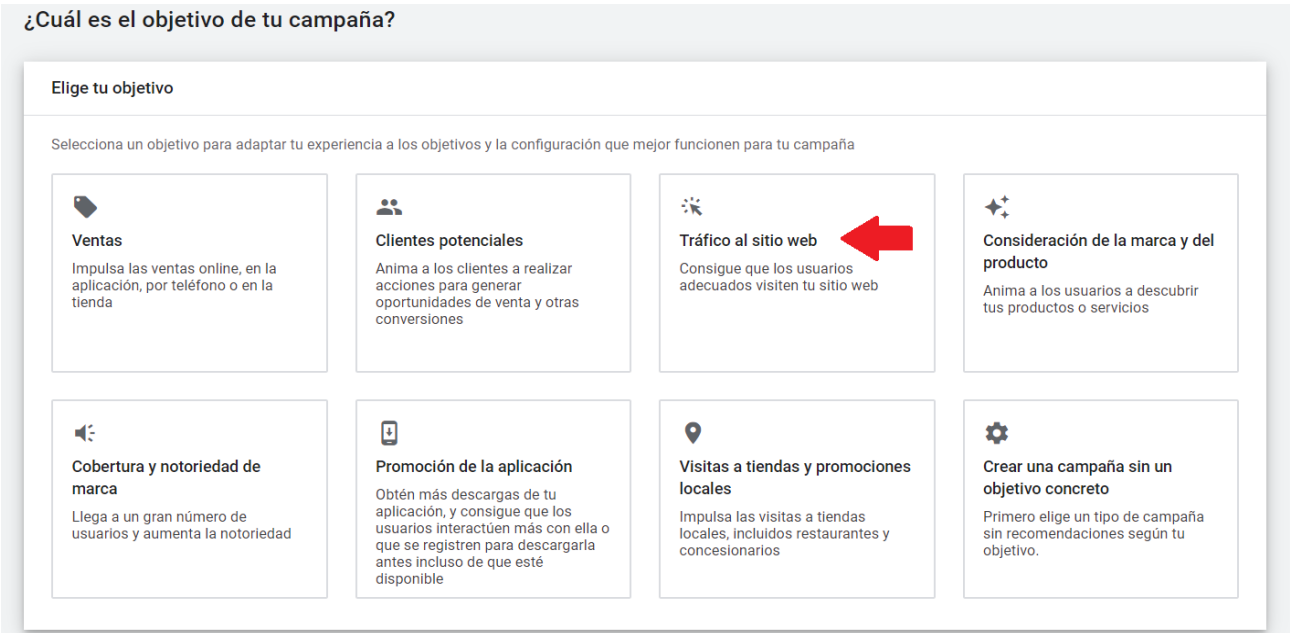 ¿Cuál es el objetivo de tu campaña?
Elige tu objetivo
Selecciona un objetivo para adaptar tu experiencia a los objetivos y la configuración que mejor funcionen para tu campaña
Ventas
Impulsa las ventas online, en la
aplicación, por teléfono o en la
tienda
Clientes potenciales
Anima a los clientes a realizar
acciones para generar
oportunidades de venta y otras
conversiones
Tráfico al sitio web
Consigue que los usuarios
adecuados visiten tu sitio web
Consideración de la marca y del
producto
Anima a los usuarios a descubrir
tus productos o servicios
Cobertura y notoriedad de
marca
Llega a un gran número de
usuarios y aumenta la notoriedad
Promoción de la aplicación
Obtén más descargas de tu
aplicación, y consigue que los
usuarios interactúen más con ella o
que se registren para descargarla
antes incluso de que esté
disponible
Visitas a tiendas y promociones
locales
Impulsa las visitas a tiendas
locales, incluidos restaurantes y
concesionarios
Crear una campaña sin un
objetivo concreto
Primero elige un tipo de campaña
sin recomendaciones según tu
objetivo.